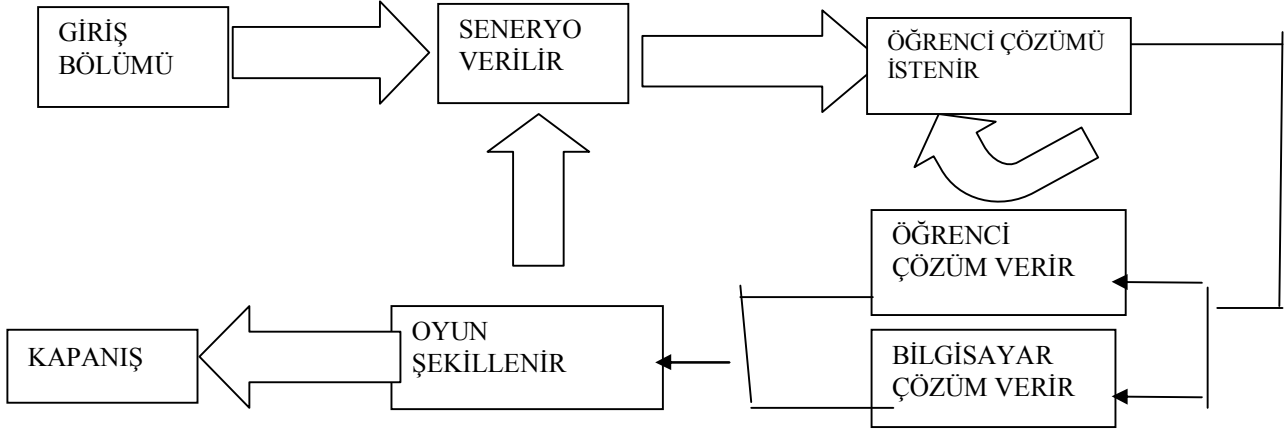 GİRİŞ
BÖLÜMÜ
SENERYO
VERİLİR
ÖĞRENCİ ÇÖZÜMÜ
İSTENİR
ÖĞRENCİ
ÇÖZÜM VERİR
BİLGİSAYAR
ÇÖZÜM VERİR
OYUN
ŞEKİLLENİR
KAPANIŞ